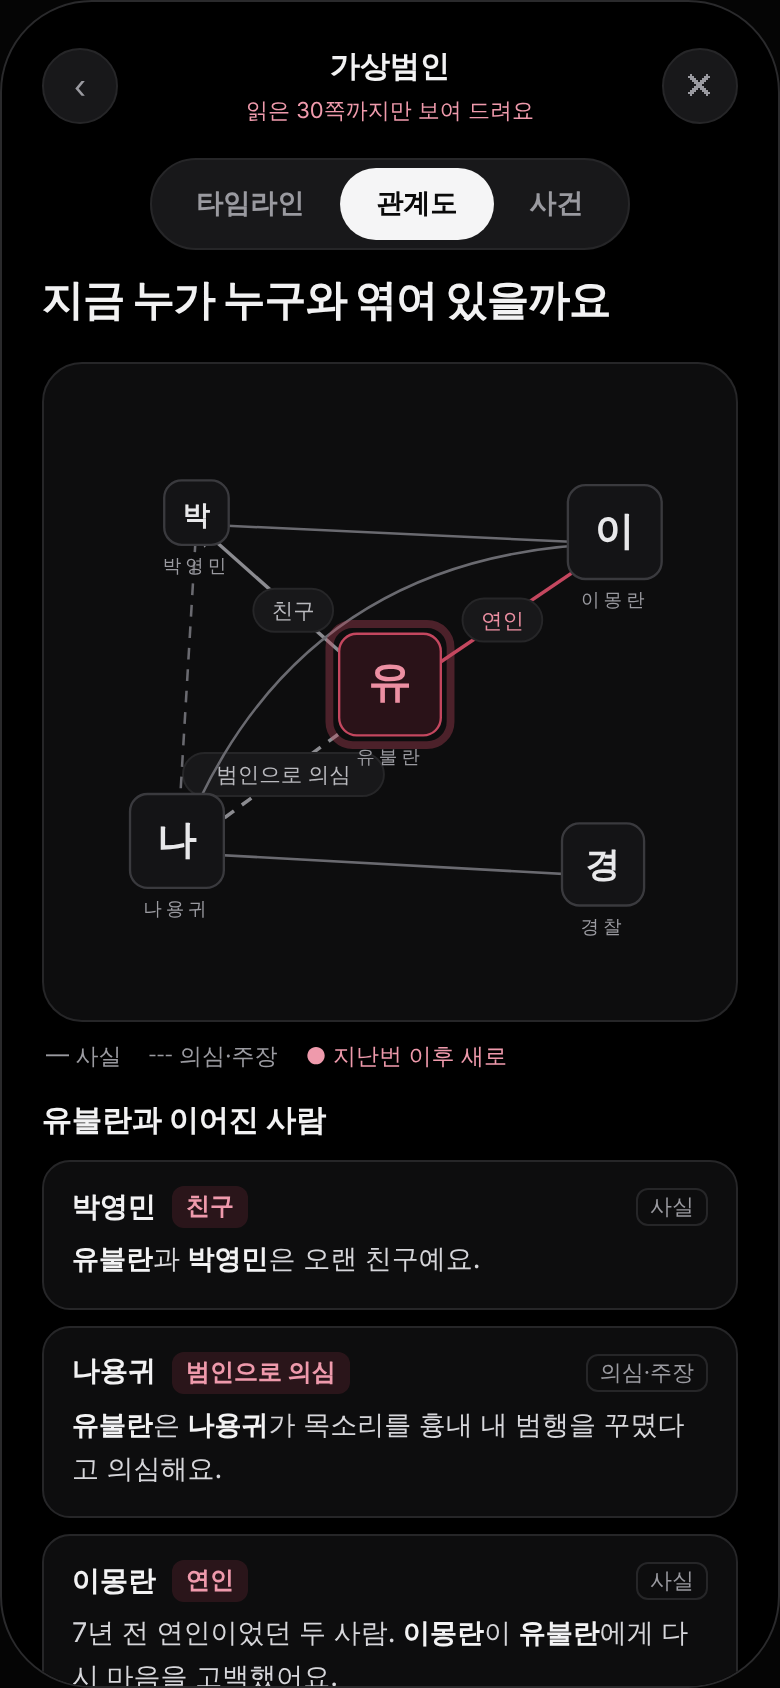 ‹
가상범인
읽은 30쪽까지만 보여 드려요
✕
타임라인 관계도 사건
지금 누가 누구와 엮여 있을까요
박
박영민
이
이몽란
친구
연인
유
유불란
범인으로 의심
나
나용귀
경
경찰
— 사실 --- 의심·주장 ● 지난번 이후 새로
유불란과 이어진 사람
박영민 친구 사실
유불란과 박영민은 오랜 친구예요.
나용귀 범인으로 의심 의심·주장
유불란은 나용귀가 목소리를 흉내 내 범행을 꾸몄다
고 의심해요.
이몽란 연인 사실
7년 전 연인이었던 두 사람. 이몽란이 유불란에게 다
시 마음을 고백했어요.